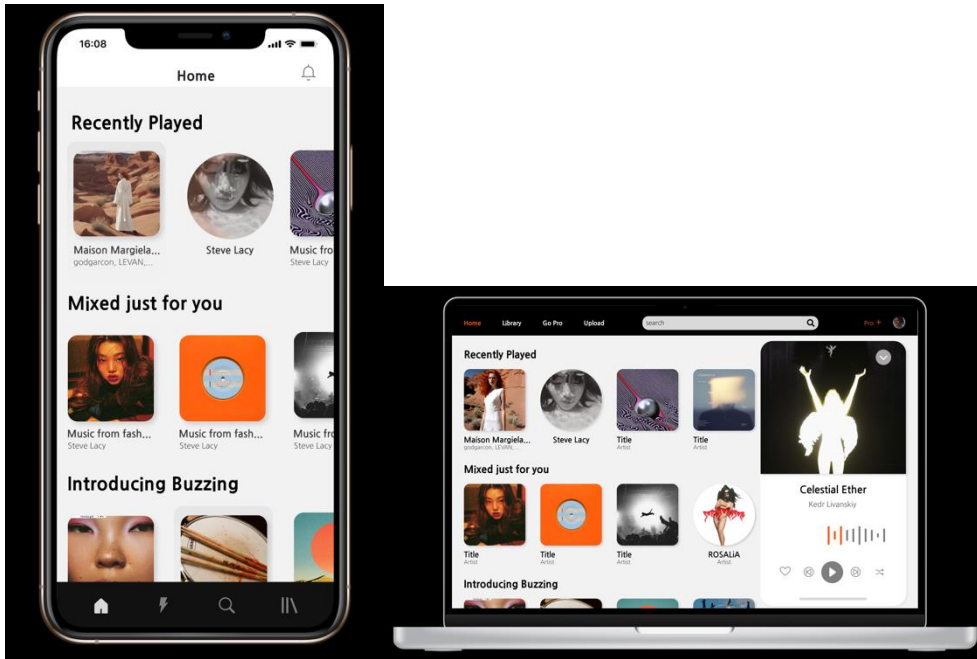 16:08
Home
Recently Played
Maison Margiela...
godgarcon, LEVAN,...
Steve Lacy
Music fro
Steve Lacy
Mixed just for you
Music from fash...
Steve Lacy
Music from fash...
Steve Lacy
Music fr
Steve Lacy
Introducing Buzzing
Home Library Go Pro Upload search Pro +
Recently Played
Maison Margiela...
godgarcon, LEVAN,...
Steve Lacy
Title
Artist
Title
Artist
Mixed just for you
Title
Artist
Title
Artist
Title
Artist
ROSALiA
Artist
Introducing Buzzing
Celestial Ether
Kedr Livanskiy